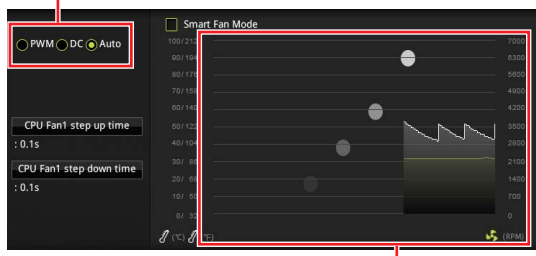 Smart Fan Mode
PWM DC Auto
CPU Fan1 step up time
: 0.1s
CPU Fan1 step down time
: 0.1s
100/212 7000
90/194 6300
80/176 5600
70/158 4900
60/140 4200
50/122 3500
40/104 2800
30/ 86 2100
20/ 68 1400
10/ 50 700
0/ 32 0
(℃) (℉) (RPM)